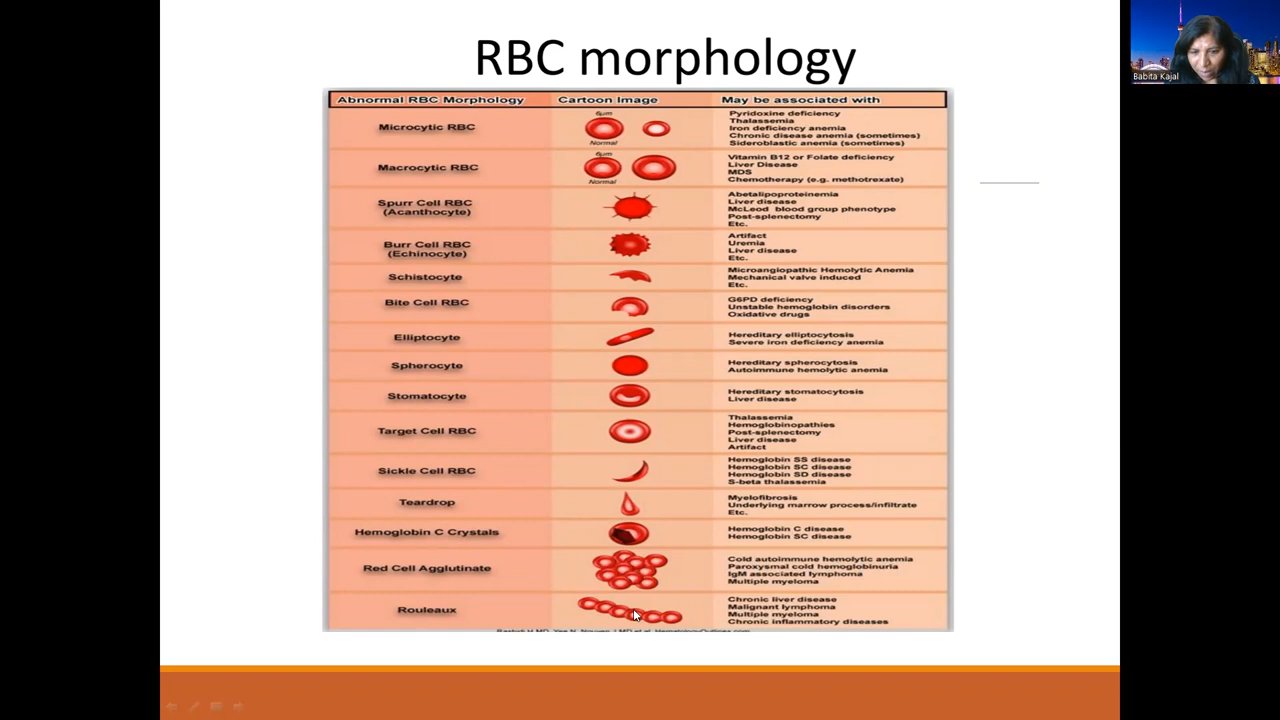 RBC morphology
Babita Kajal
Abnormal RBC Morphology Cartoon Image May be associated with
Microcytic RBC
6µm
Normal
Pyridoxine deficiency
Thalassemia
Iron deficiency anemia
Chronic disease anemia (sometimes)
Sideroblastic anemia (sometimes)
Macrocytic RBC
6µm
Normal
Vitamin B12 or Folate deficiency
Liver Disease
MDS
Chemotherapy (e.g. methotrexate)
Spurr Cell RBC
(Acanthocyte)
Abetalipoproteinemia
Liver disease
McLeod blood group phenotype
Post-splenectomy
Etc.
Burr Cell RBC
(Echinocyte)
Artifact
Uremia
Liver disease
Etc.
Schistocyte
Microangiopathic Hemolytic Anemia
Mechanical valve induced
Etc.
Bite Cell RBC
G6PD deficiency
Unstable hemoglobin disorders
Oxidative drugs
Elliptocyte
Hereditary elliptocytosis
Severe iron deficiency anemia
Spherocyte
Hereditary spherocytosis
Autoimmune hemolytic anemia
Stomatocyte
Hereditary stomatocytosis
Liver disease
Target Cell RBC
Thalassemia
Hemoglobinopathies
Post-splenectomy
Liver disease
Artifact
Sickle Cell RBC
Hemoglobin SS disease
Hemoglobin SC disease
Hemoglobin SD disease
S-beta thalassemia
Teardrop
Myelofibrosis
Underlying marrow process/infiltrate
Etc.
Hemoglobin C Crystals
Hemoglobin C disease
Hemoglobin SC disease
Red Cell Agglutinate
Cold autoimmune hemolytic anemia
Paroxysmal cold hemoglobinuria
IgM associated lymphoma
Multiple myeloma
Rouleaux
Chronic liver disease
Malignant lymphoma
Multiple myeloma
Chronic inflammatory diseases